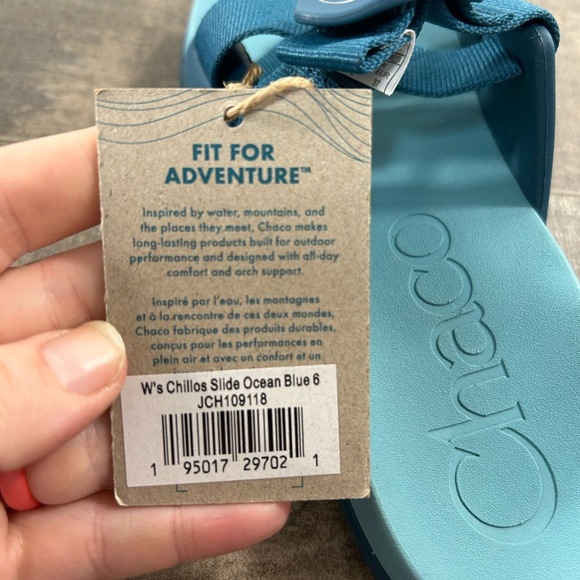 FIT FOR
ADVENTURE™
Inspired by water, mountains, and
the places they meet, Chaco makes
long-lasting products built for outdoor
performance and designed with all-day
comfort and arch support.
Inspiré par l'eau, les montagnes
et à la rencontre de ces deux mondes,
Chaco fabrique des produits durables,
conçus pour les performances en
plein air et avec un confort et un
W's Chillos Slide Ocean Blue 6
JCH109118
1 95017 29702 1
Chaco